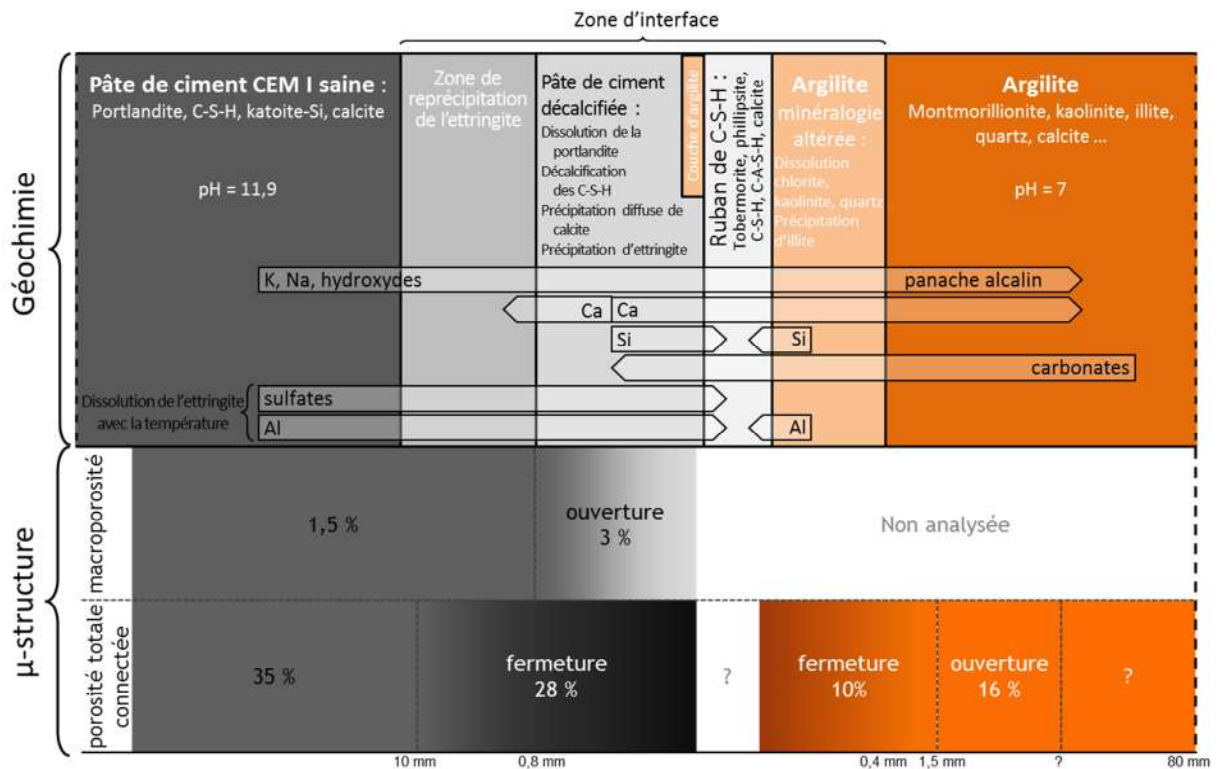 Zone d'interface
Géochimie
Pâte de ciment CEM I saine :
Portlandite, C-S-H, katoite-Si, calcite
pH = 11,9
Zone de
reprécipitation
de l'ettringite
Pâte de ciment
décalcifiée :
Dissolution de la
portlandite
Décalcification
des C-S-H
Précipitation diffuse de
calcite
Précipitation d'ettringite
Couche d'argilite
Ruban de C-S-H :
Tobermorite, phillipsite,
C-S-H, C-A-S-H, calcite
Argilite
minéralogie
altérée :
Dissolution
chlorite,
kaolinite, quartz
Précipitation
d'illite
Argilite
Montmorillionite, kaolinite, illite,
quartz, calcite ...
pH = 7
K, Na, hydroxydes
panache alcalin
Ca
Ca
Si
Si
carbonates
Dissolution de l'ettringite
avec la température
sulfates
Al
Al
µ-structure
macroporosité
1,5 %
ouverture
3 %
Non analysée
porosité totale
connectée
35 %
fermeture
28 %
?
fermeture
10%
ouverture
16 %
?
10 mm
0,8 mm
0,4 mm
1,5 mm
?
80 mm